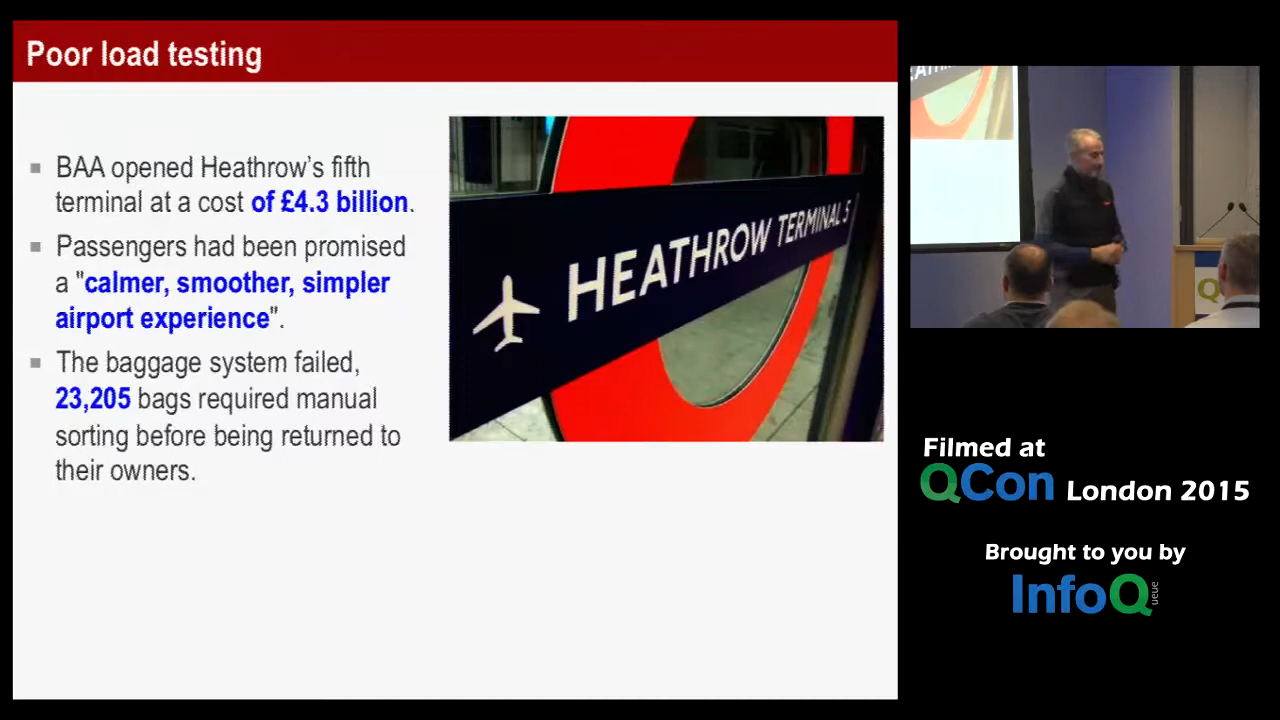 Poor load testing
BAA opened Heathrow's fifth
terminal at a cost of £4.3 billion.
Passengers had been promised
a "calmer, smoother, simpler
airport experience".
The baggage system failed,
23,205 bags required manual
sorting before being returned to
their owners.
HEATHROW TERMINAL 5
Filmed at
QCon London 2015
Brought to you by
InfoQueue